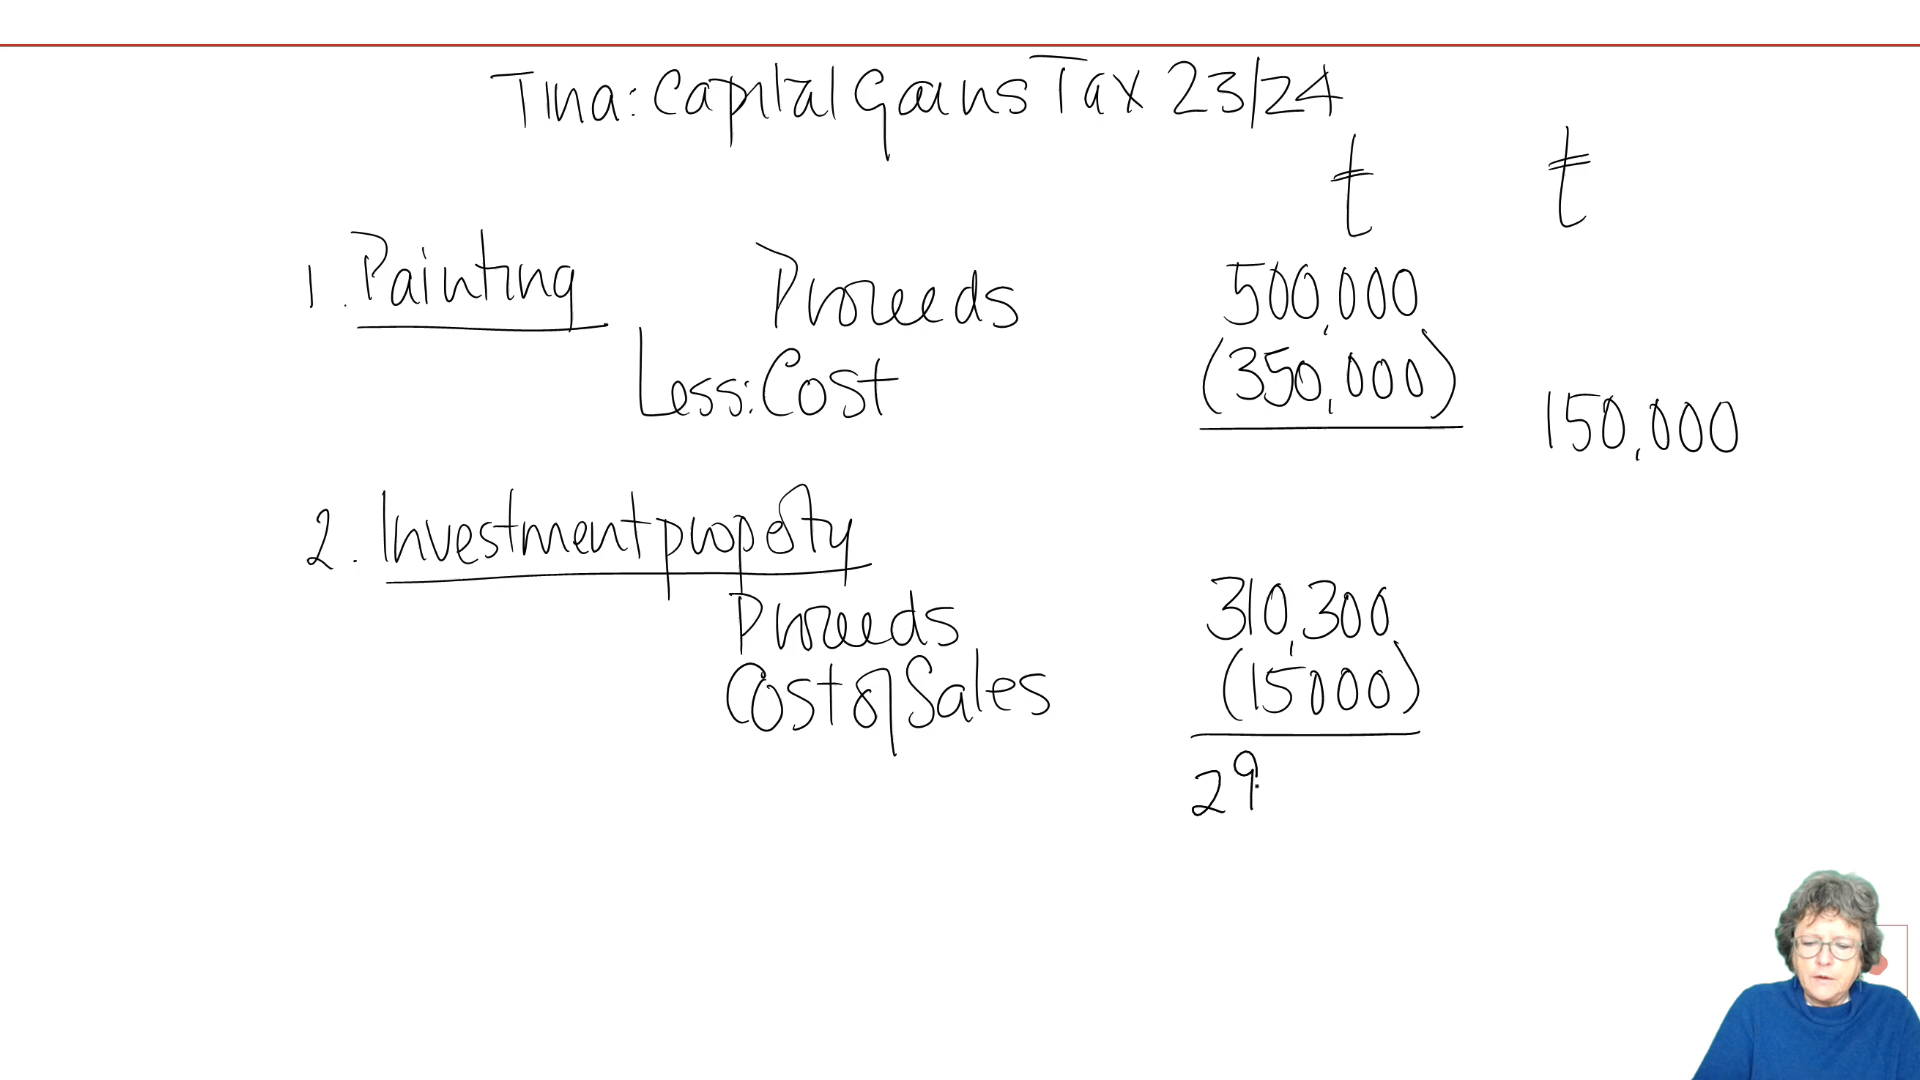 Tina: Capital Gains Tax 23/24
£ £
1. Painting Proceeds 500,000
Less: Cost (350,000) 150,000
2. Investment property
Proceeds 310,300
Cost of Sales (15000)
29